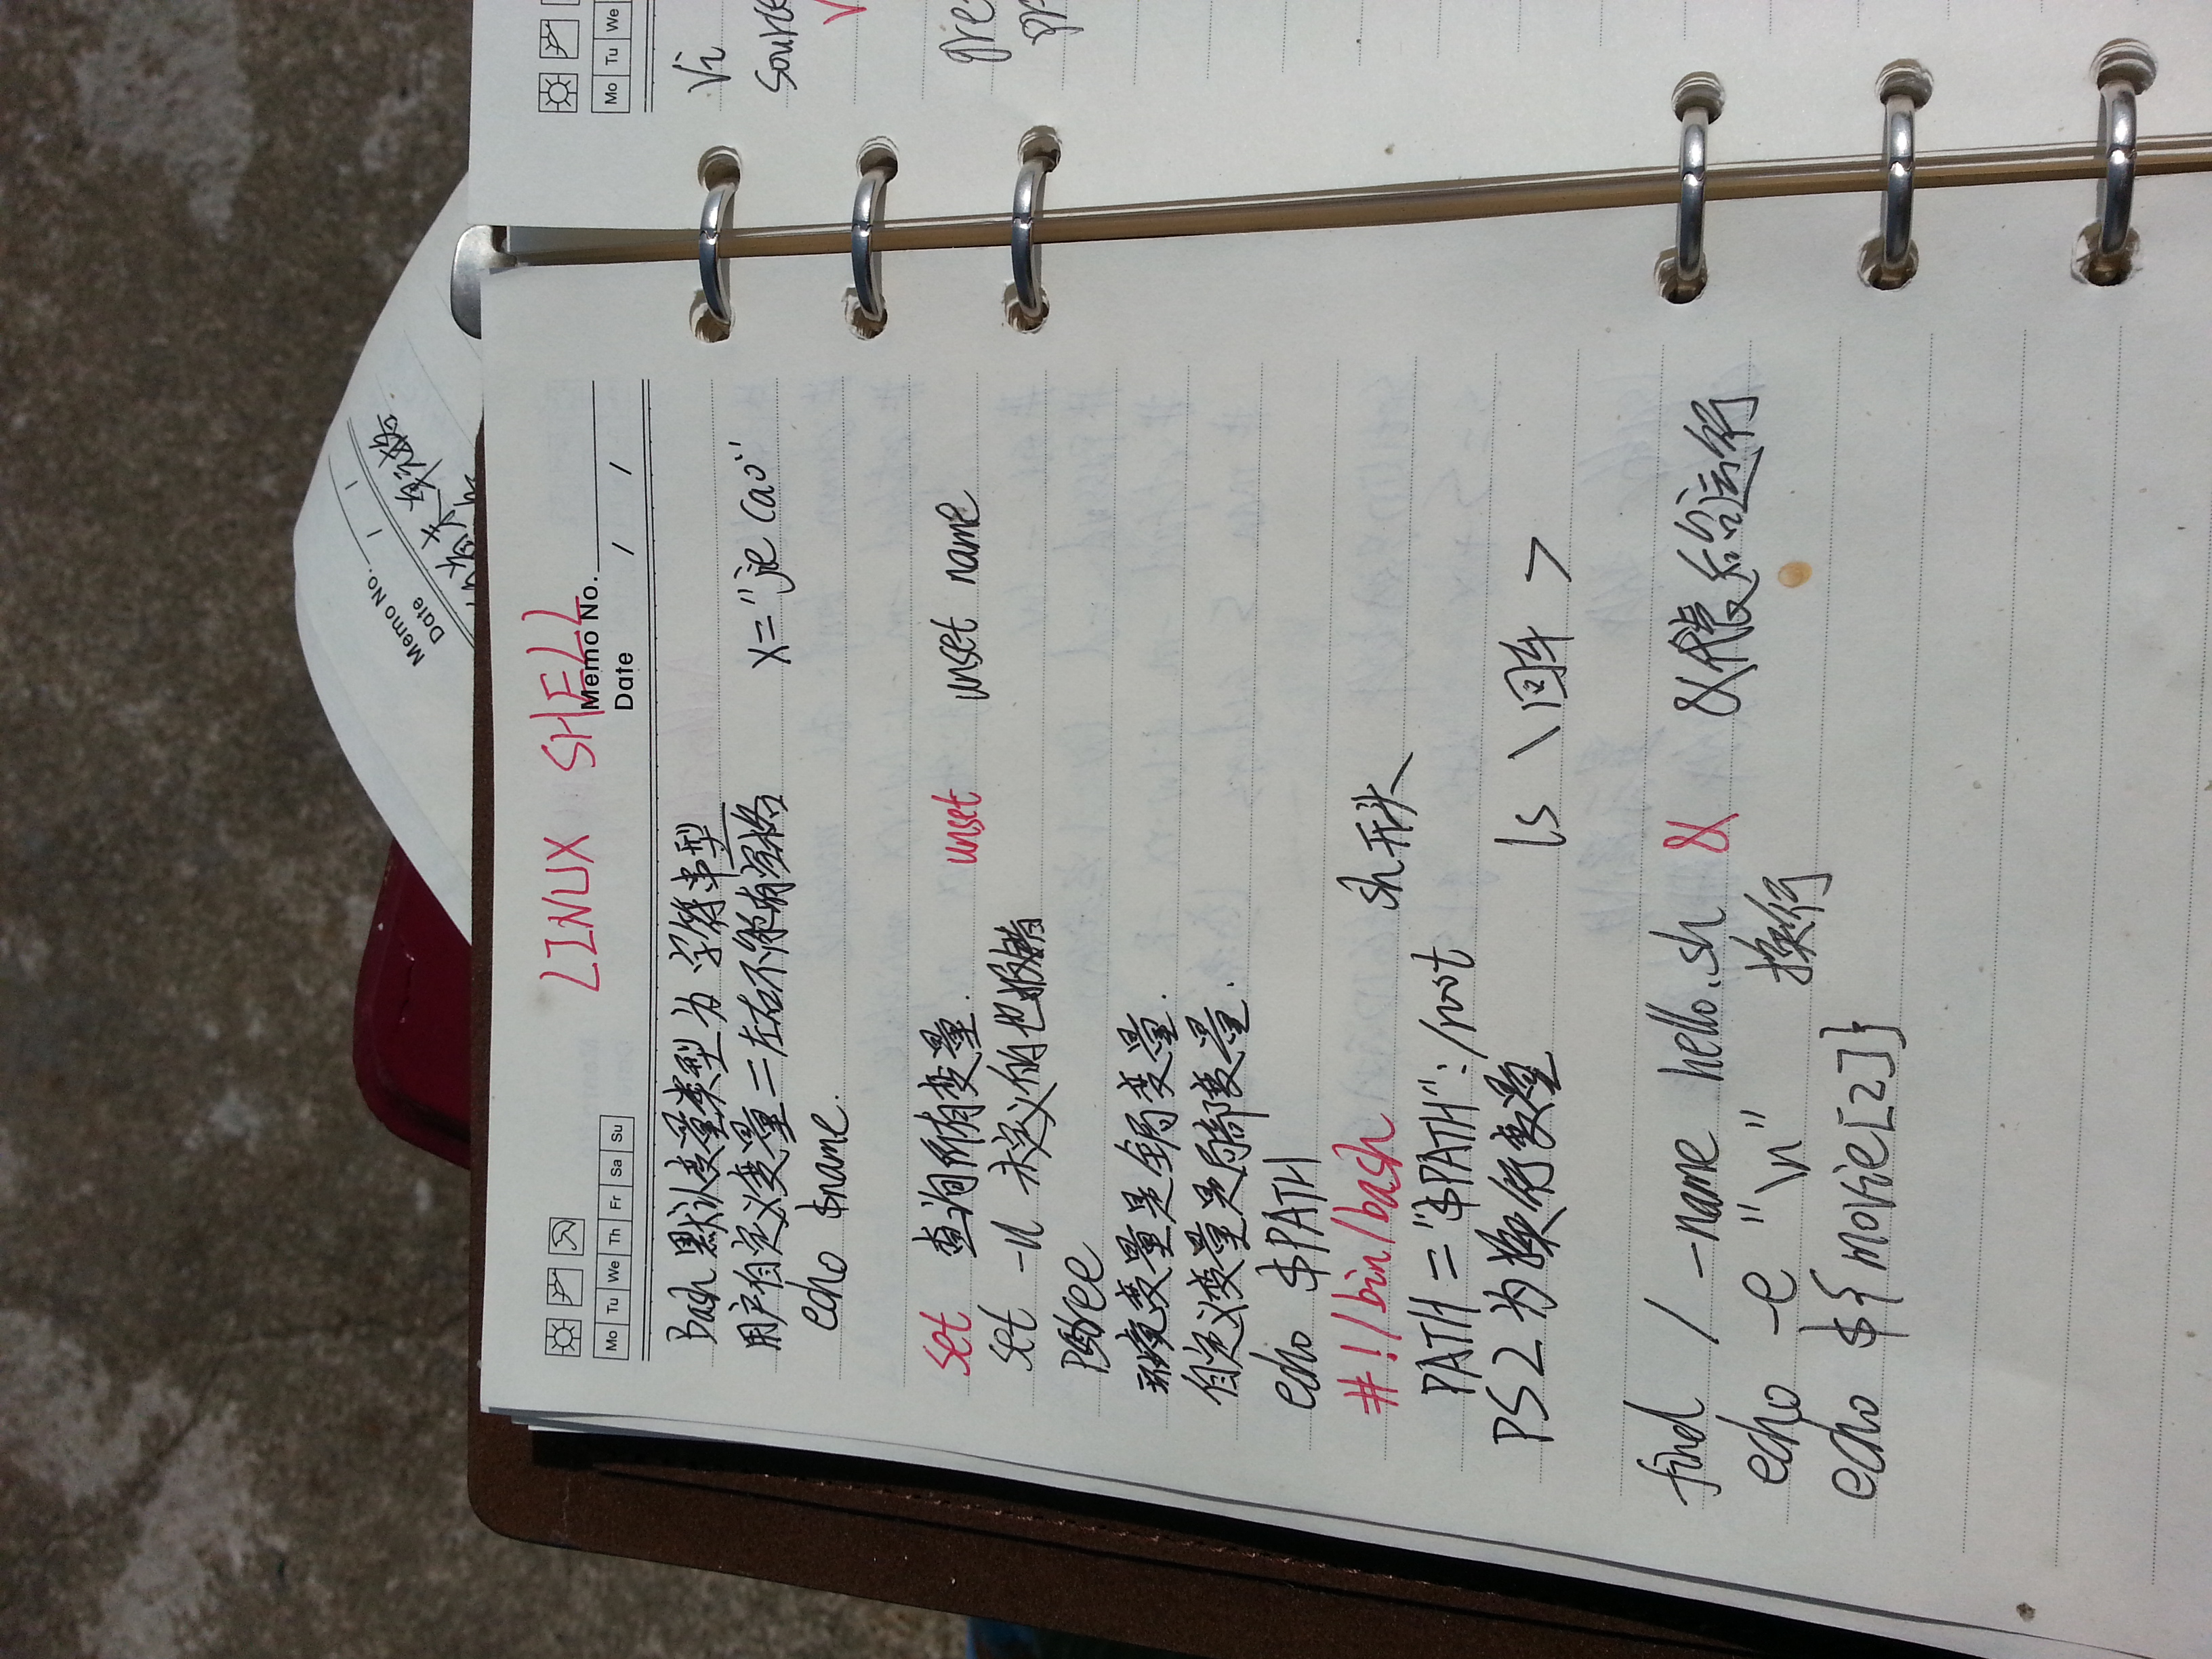 Memo No.
Date / /
的首末单元格
LINUX SHELL
Memo No.
Mo Tu We Th Fr Sa Su
Date / /
Bash 默认变量类型为 字符串型
用户自定义变量 = 左右不能有空格 x="jie cao"
echo $name.
set 查询所有变量. unset unset name
set -u 未定义的也报错
pstree
环境变量是全局变量.
自定义变量是局部变量.
echo $PATH
#!/bin/bash sh开头
PATH="$PATH":/root
PS2为换行变量 ls \回车 >
find / -name hello.sh & &代表后台运行
echo -e "\n" 换行
echo ${movie[2]}
Mo Tu We
Vi
source